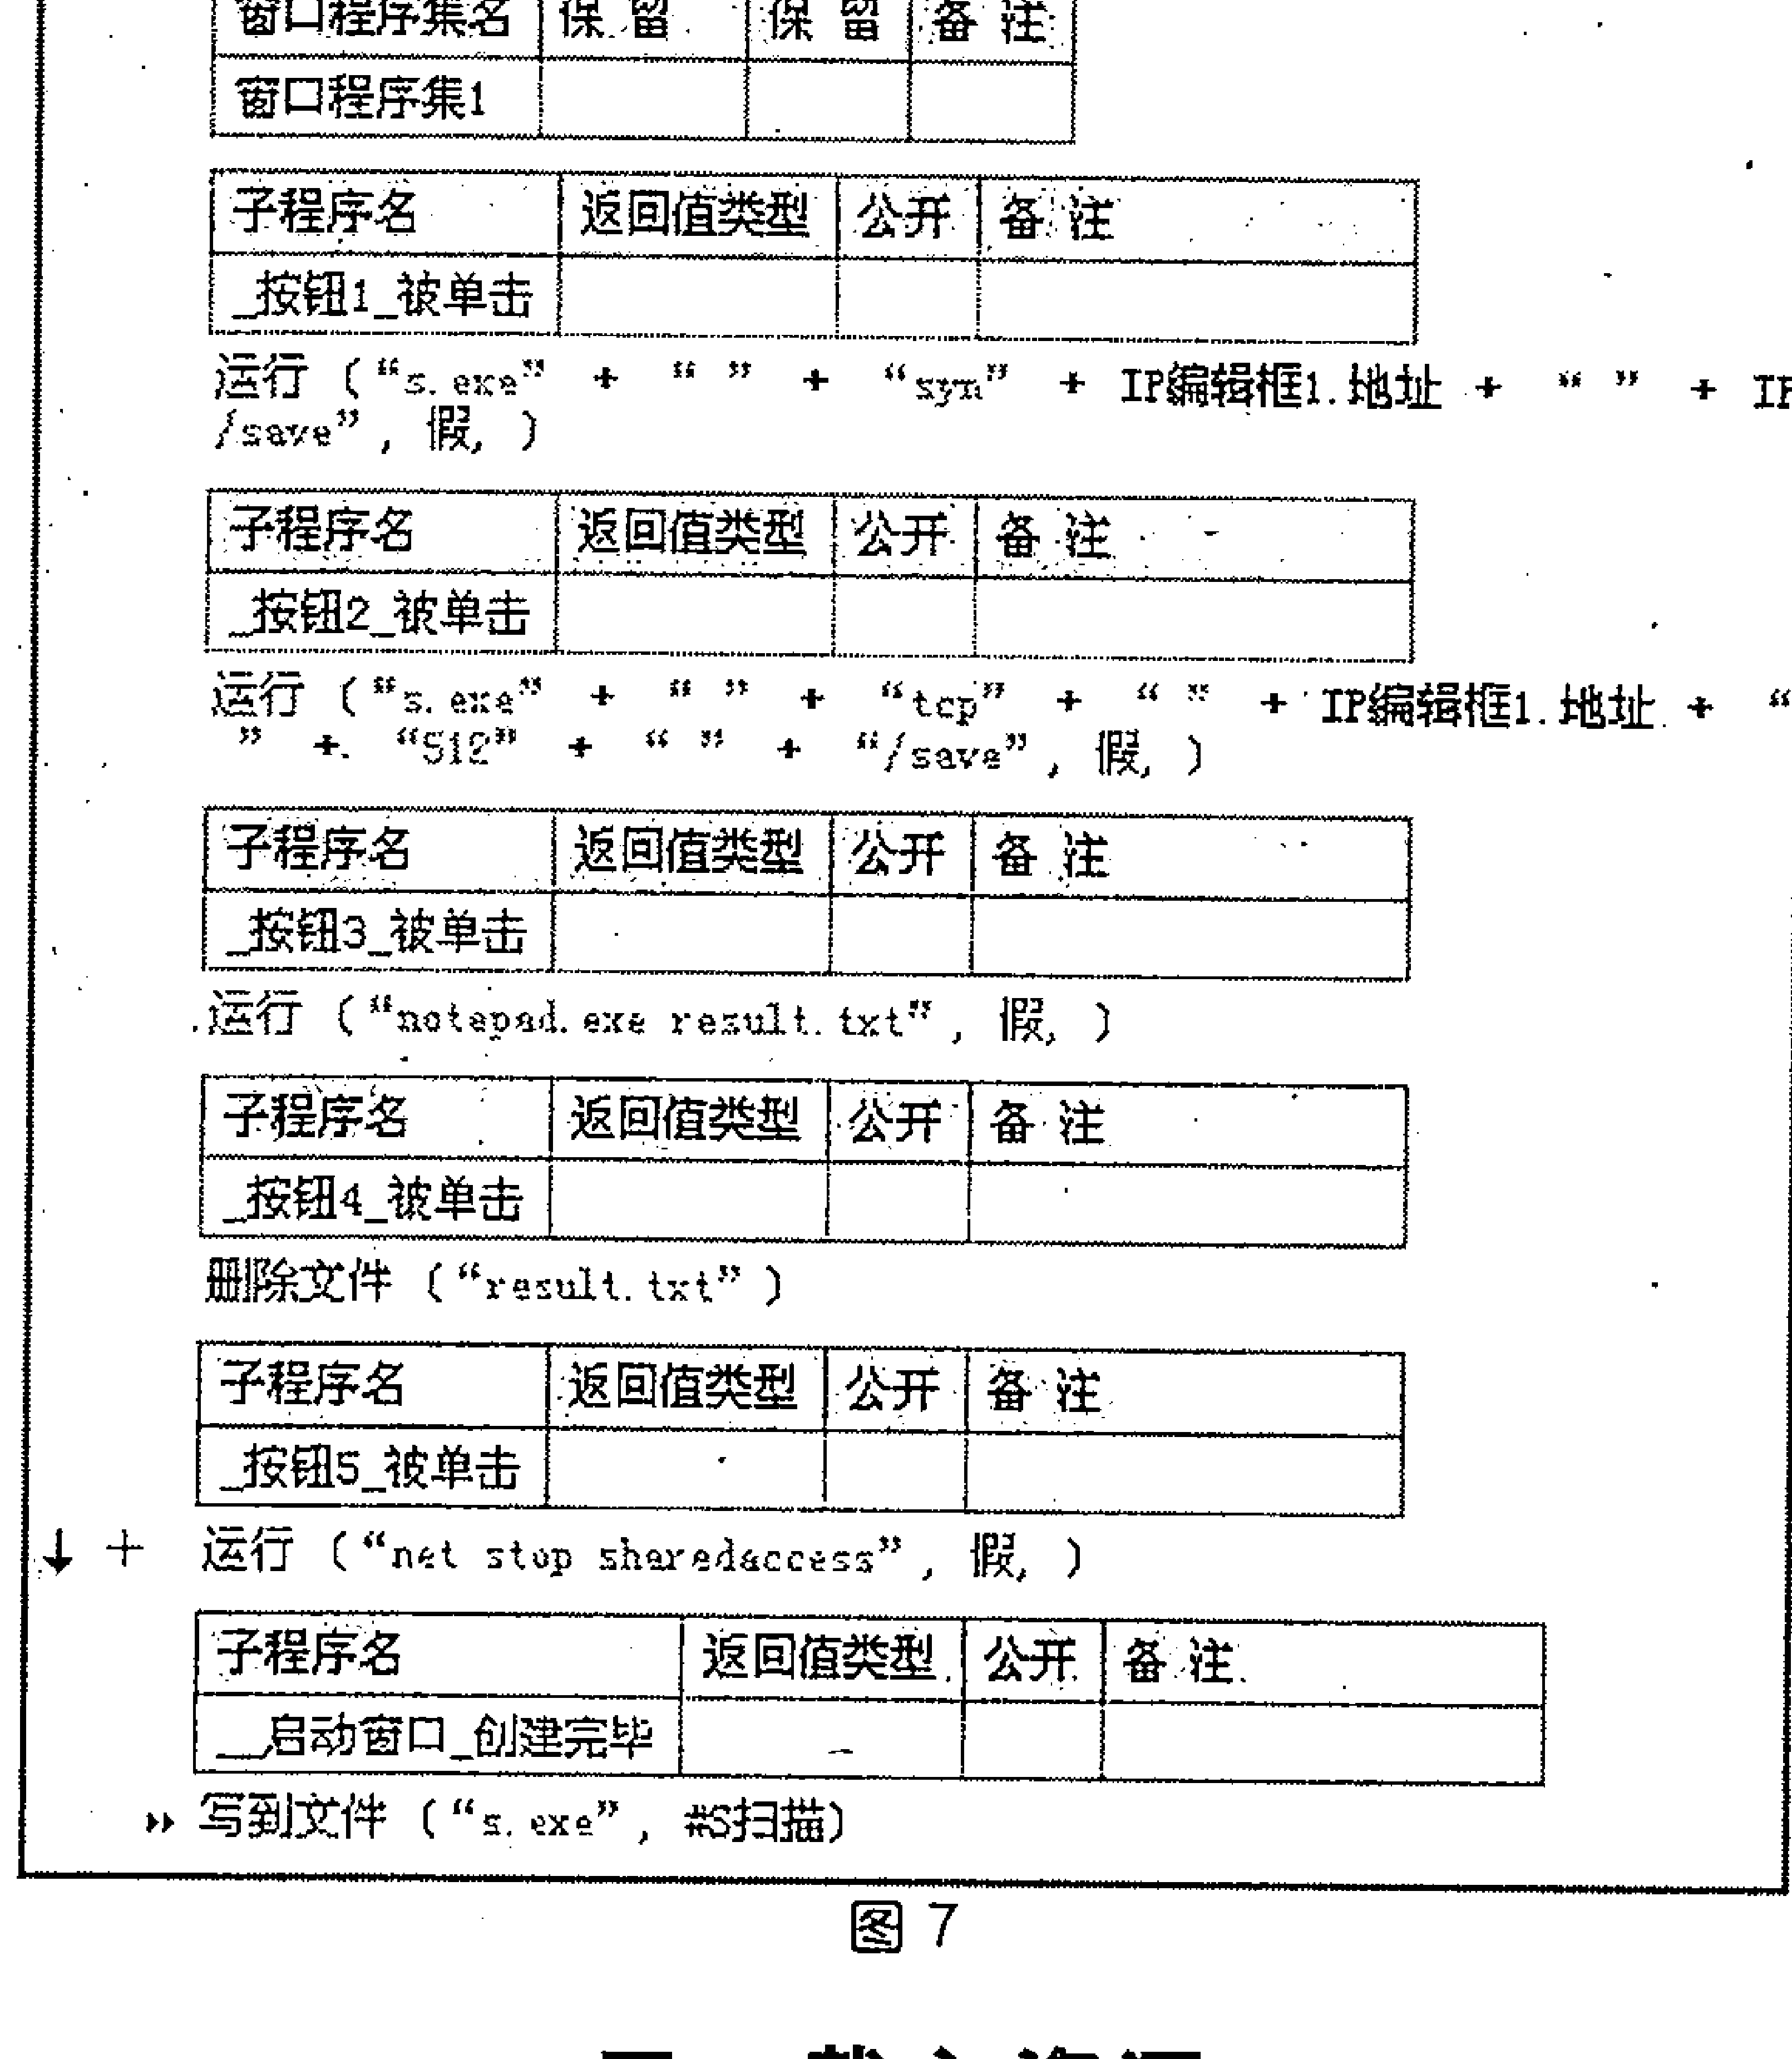 窗口程序集名 保 留 保 留 备 注
窗口程序集1
子程序名 返回值类型 公开 备 注
_按钮1_被单击
运行 (“s.exe” + “ ” + “syn” + IP编辑框1.地址 + “ ” + IP
/save”, 假, )
子程序名 返回值类型 公开 备 注
_按钮2_被单击
运行 (“s.exe” + “ ” + “tcp” + “ ” + IP编辑框1.地址 + “
” + “512” + “ ” + “/save”, 假, )
子程序名 返回值类型 公开 备 注
_按钮3_被单击
运行 (“notepad.exe result.txt”, 假, )
子程序名 返回值类型 公开 备 注
_按钮4_被单击
删除文件 (“result.txt”)
子程序名 返回值类型 公开 备 注
_按钮5_被单击
运行 (“net stop sharedaccess”, 假, )
子程序名 返回值类型 公开 备 注
__启动窗口_创建完毕
写到文件 (“s.exe”, #S扫描)
图 7